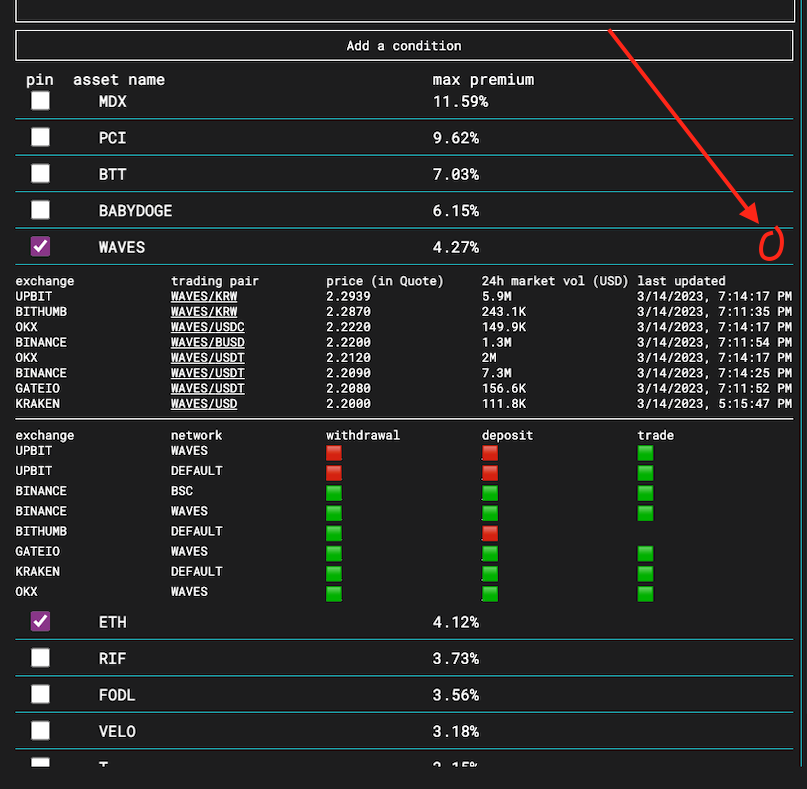 Add a condition
pin asset name max premium
MDX 11.59%
PCI 9.62%
BTT 7.03%
BABYDOGE 6.15%
WAVES 4.27%
exchange trading pair price (in Quote) 24h market vol (USD) last updated
UPBIT WAVES/KRW 2.2939 5.9M 3/14/2023, 7:14:17 PM
BITHUMB WAVES/KRW 2.2870 243.1K 3/14/2023, 7:11:35 PM
OKX WAVES/USDC 2.2220 149.9K 3/14/2023, 7:14:17 PM
BINANCE WAVES/BUSD 2.2200 1.3M 3/14/2023, 7:11:54 PM
OKX WAVES/USDT 2.2120 2M 3/14/2023, 7:14:17 PM
BINANCE WAVES/USDT 2.2090 7.3M 3/14/2023, 7:14:25 PM
GATEIO WAVES/USDT 2.2080 156.6K 3/14/2023, 7:11:52 PM
KRAKEN WAVES/USD 2.2000 111.8K 3/14/2023, 5:15:47 PM
exchange network withdrawal deposit trade
UPBIT WAVES
UPBIT DEFAULT
BINANCE BSC
BINANCE WAVES
BITHUMB DEFAULT
GATEIO WAVES
KRAKEN DEFAULT
OKX WAVES
ETH 4.12%
RIF 3.73%
FODL 3.56%
VELO 3.18%